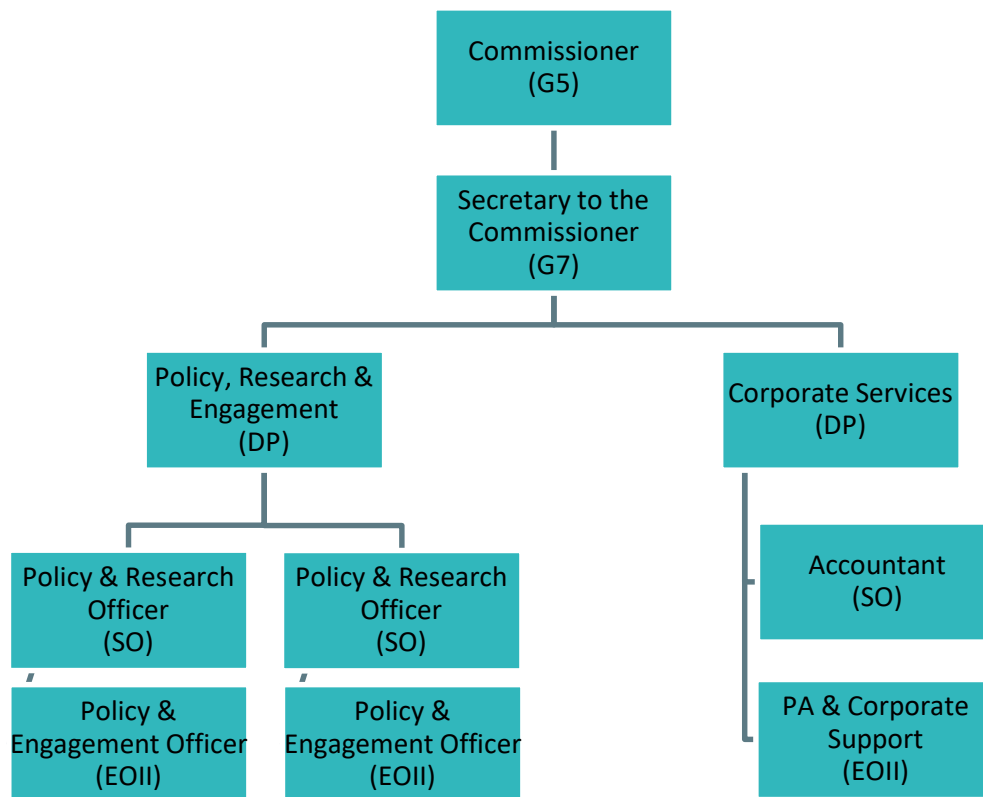 Commissioner
(G5)
Secretary to the
Commissioner
(G7)
Policy, Research &
Engagement
(DP)
Corporate Services
(DP)
Policy & Research
Officer
(SO)
Policy & Research
Officer
(SO)
Accountant
(SO)
Policy &
Engagement Officer
(EOII)
Policy &
Engagement Officer
(EOII)
PA & Corporate
Support
(EOII)